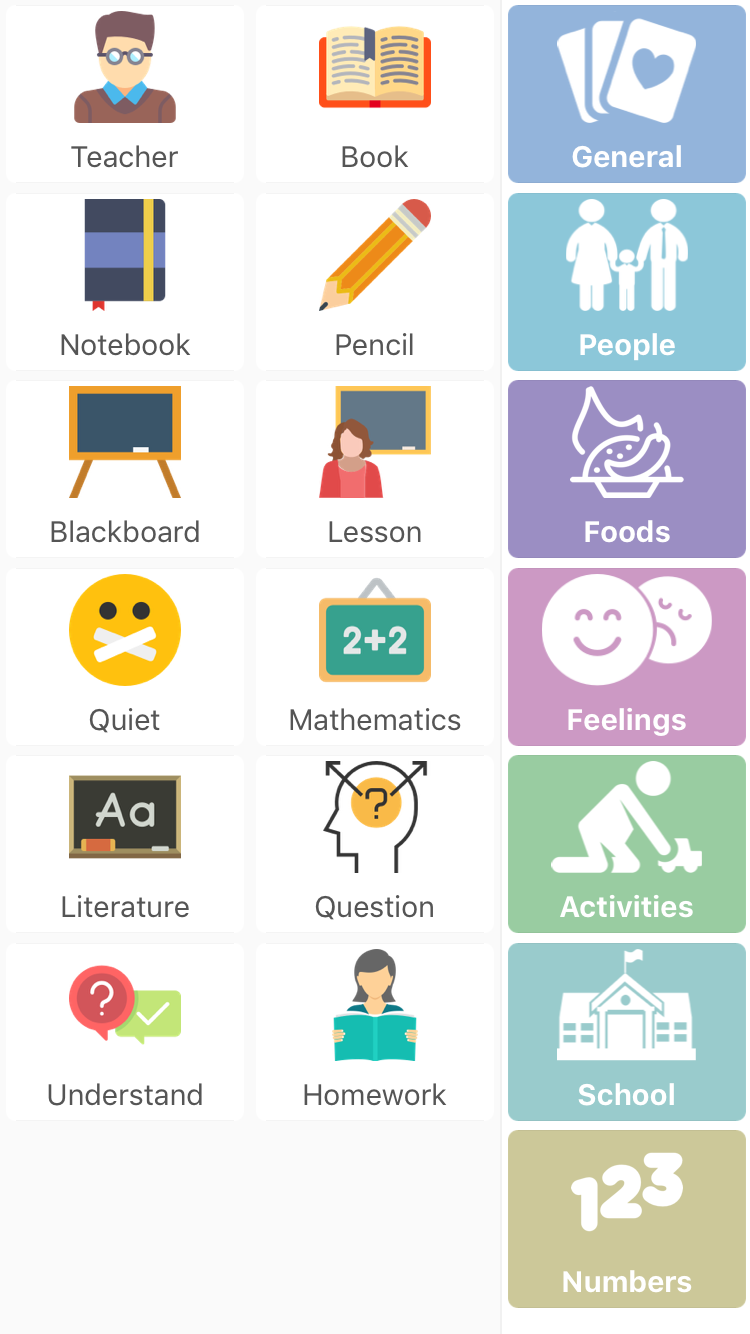 Teacher
Book
General
Notebook
Pencil
People
Blackboard
Lesson
Foods
2+2
Quiet
Mathematics
Feelings
Aa
?
Literature
Question
Activities
?
Understand
Homework
School
123
Numbers